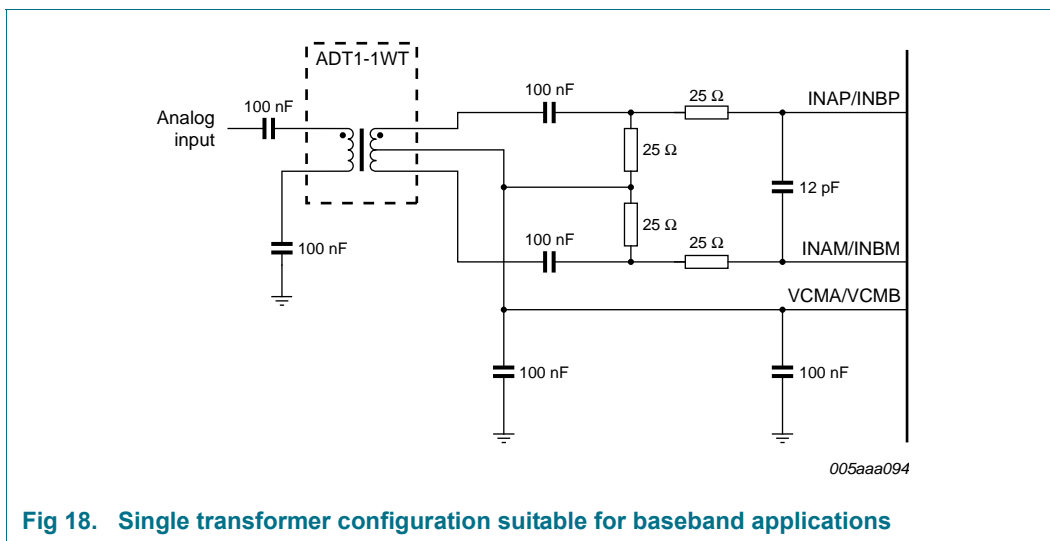 ADT1-1WT
100 nF
Analog
input
100 nF
100 nF
25 Ω
INAP/INBP
25 Ω
12 pF
25 Ω
100 nF
25 Ω
INAM/INBM
VCMA/VCMB
100 nF
100 nF
005aaa094
Fig 18. Single transformer configuration suitable for baseband applications